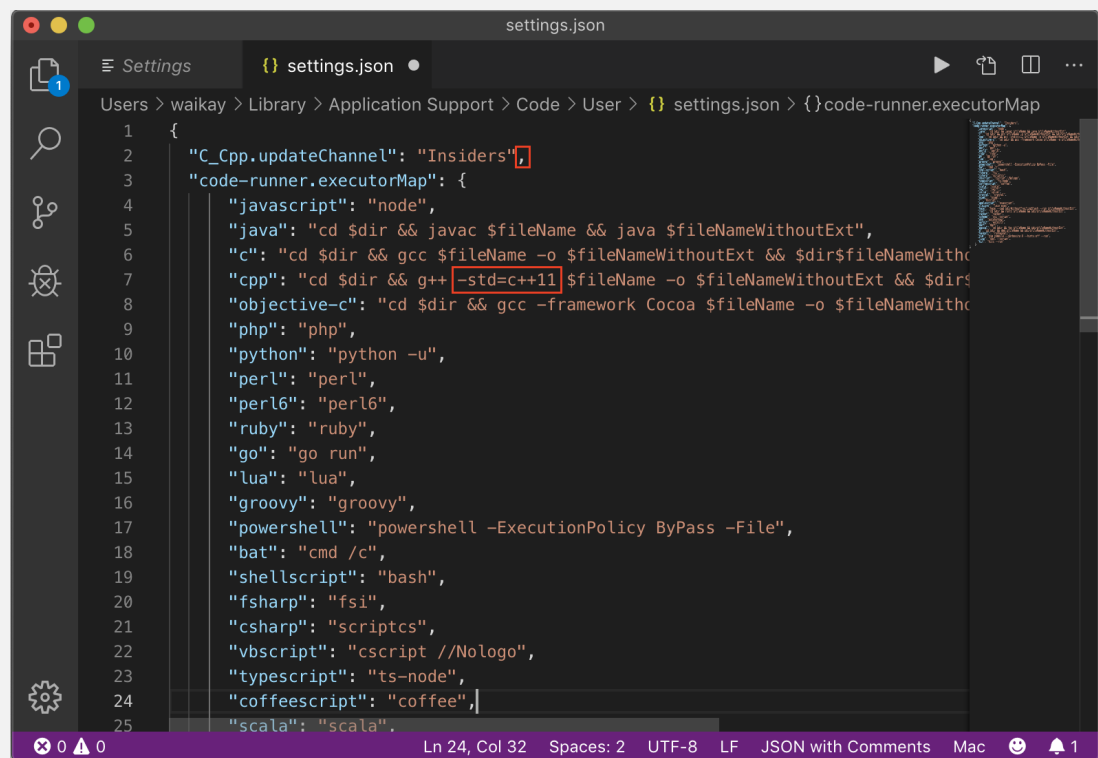 settings.json
1
Settings
{} settings.json
Users > waikay > Library > Application Support > Code > User > {} settings.json > {}code-runner.executorMap
1 {
2 "C_Cpp.updateChannel": "Insiders",
3 "code-runner.executorMap": {
4 "javascript": "node",
5 "java": "cd $dir && javac $fileName && java $fileNameWithoutExt",
6 "c": "cd $dir && gcc $fileName -o $fileNameWithoutExt && $dir$fileNameWitho
7 "cpp": "cd $dir && g++ -std=c++11 $fileName -o $fileNameWithoutExt && $dir$
8 "objective-c": "cd $dir && gcc -framework Cocoa $fileName -o $fileNameWitho
9 "php": "php",
10 "python": "python -u",
11 "perl": "perl",
12 "perl6": "perl6",
13 "ruby": "ruby",
14 "go": "go run",
15 "lua": "lua",
16 "groovy": "groovy",
17 "powershell": "powershell -ExecutionPolicy ByPass -File",
18 "bat": "cmd /c",
19 "shellscript": "bash",
20 "fsharp": "fsi",
21 "csharp": "scriptcs",
22 "vbscript": "cscript //Nologo",
23 "typescript": "ts-node",
24 "coffeescript": "coffee",
25 "scala": "scala",
0 0 Ln 24, Col 32 Spaces: 2 UTF-8 LF JSON with Comments Mac 1